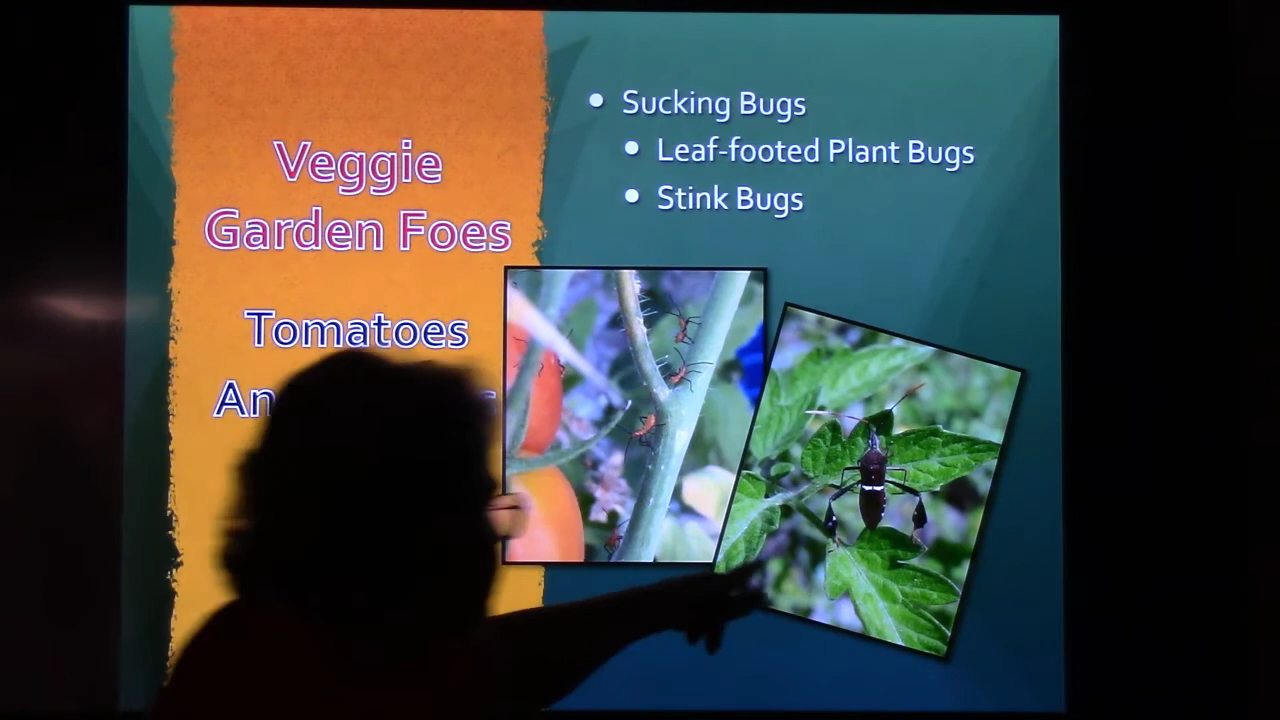 Veggie
Garden Foes
Tomatoes
Sucking Bugs
Leaf-footed Plant Bugs
Stink Bugs